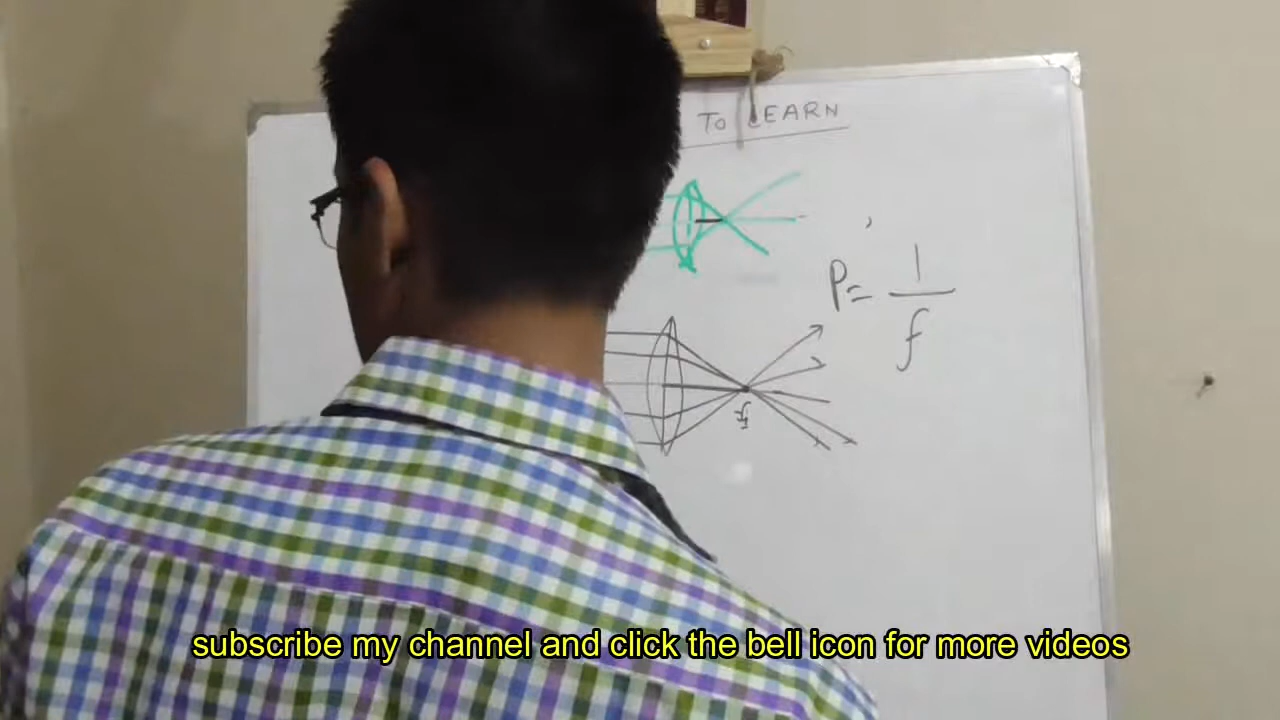 TO LEARN
P = 1/f
F
subscribe my channel and click the bell icon for more videos